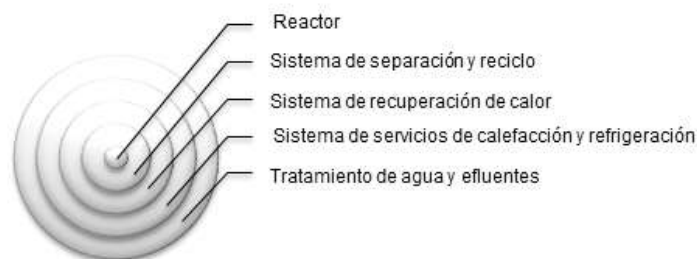 Reactor
Sistema de separación y reciclo
Sistema de recuperación de calor
Sistema de servicios de calefacción y refrigeración
Tratamiento de agua y efluentes